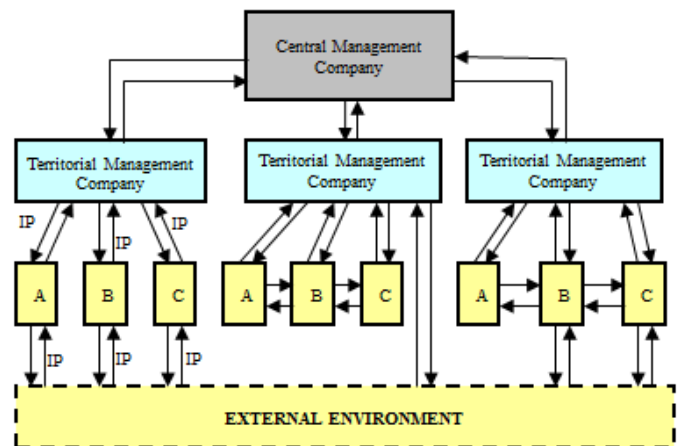 Central Management
Company
Territorial Management
Company
Territorial Management
Company
Territorial Management
Company
IP
IP
IP
A
B
C
A
B
C
A
B
C
IP
IP
IP
EXTERNAL ENVIRONMENT